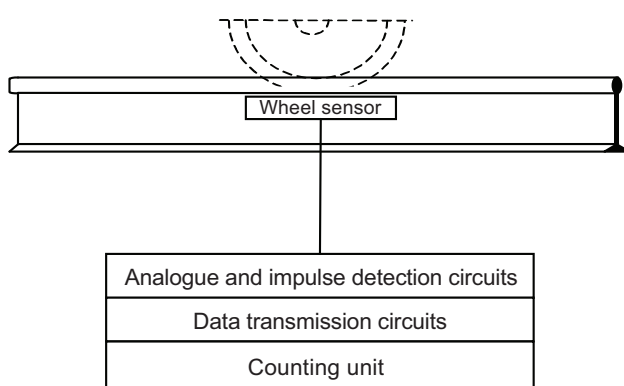 Wheel sensor
Analogue and impulse detection circuits
Data transmission circuits
Counting unit